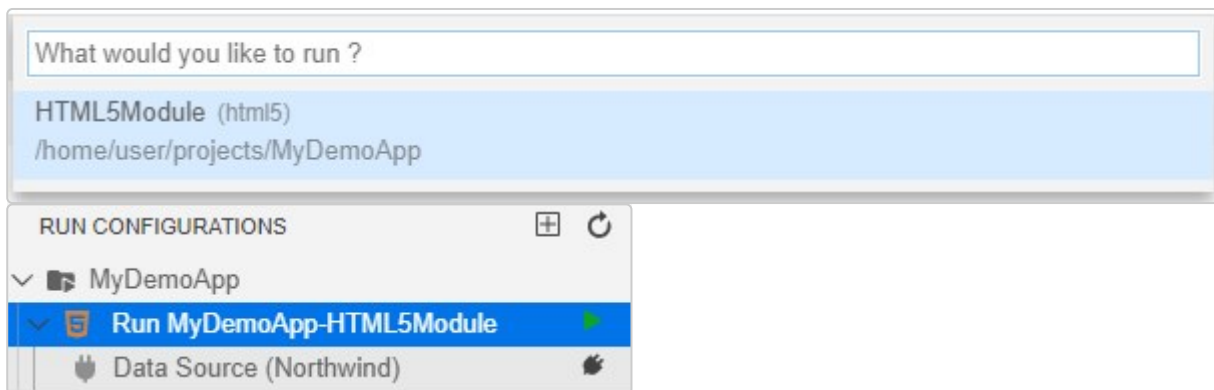 What would you like to run ?
HTML5Module (html5)
/home/user/projects/MyDemoApp
RUN CONFIGURATIONS
MyDemoApp
Run MyDemoApp-HTML5Module
Data Source (Northwind)